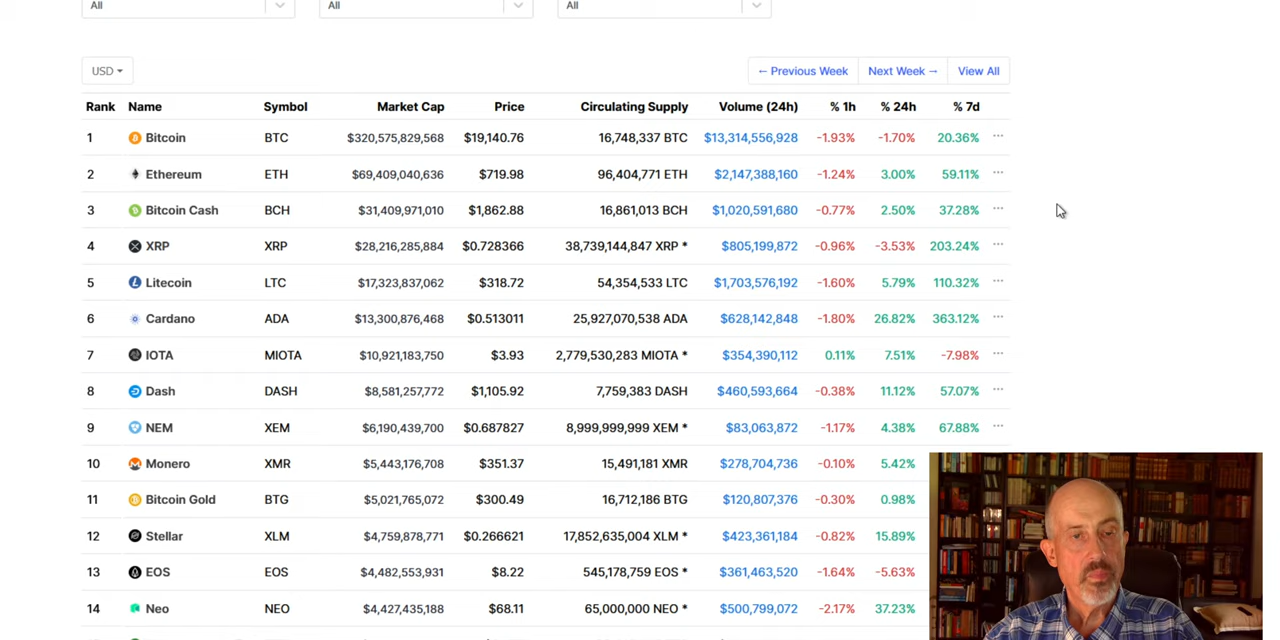 All All All
USD ← Previous Week Next Week → View All
Rank Name Symbol Market Cap Price Circulating Supply Volume (24h) % 1h % 24h % 7d
1 Bitcoin BTC $320,575,829,568 $19,140.76 16,748,337 BTC $13,314,556,928 -1.93% -1.70% 20.36% ...
2 Ethereum ETH $69,409,040,636 $719.98 96,404,771 ETH $2,147,388,160 -1.24% 3.00% 59.11% ...
3 Bitcoin Cash BCH $31,409,971,010 $1,862.88 16,861,013 BCH $1,020,591,680 -0.77% 2.50% 37.28% ...
4 XRP XRP $28,216,285,884 $0.728366 38,739,144,847 XRP * $805,199,872 -0.96% -3.53% 203.24% ...
5 Litecoin LTC $17,323,837,062 $318.72 54,354,533 LTC $1,703,576,192 -1.60% 5.79% 110.32% ...
6 Cardano ADA $13,300,876,468 $0.513011 25,927,070,538 ADA $628,142,848 -1.80% 26.82% 363.12% ...
7 IOTA MIOTA $10,921,183,750 $3.93 2,779,530,283 MIOTA * $354,390,112 0.11% 7.51% -7.98% ...
8 Dash DASH $8,581,257,772 $1,105.92 7,759,383 DASH $460,593,664 -0.38% 11.12% 57.07% ...
9 NEM XEM $6,190,439,700 $0.687827 8,999,999,999 XEM * $83,063,872 -1.17% 4.38% 67.88% ...
10 Monero XMR $5,443,176,708 $351.37 15,491,181 XMR $278,704,736 -0.10% 5.42%
11 Bitcoin Gold BTG $5,021,765,072 $300.49 16,712,186 BTG $120,807,376 -0.30% 0.98%
12 Stellar XLM $4,759,878,771 $0.266621 17,852,635,004 XLM * $423,361,184 -0.82% 15.89%
13 EOS EOS $4,482,553,931 $8.22 545,178,759 EOS * $361,463,520 -1.64% -5.63%
14 Neo NEO $4,427,435,188 $68.11 65,000,000 NEO * $500,799,072 -2.17% 37.23%